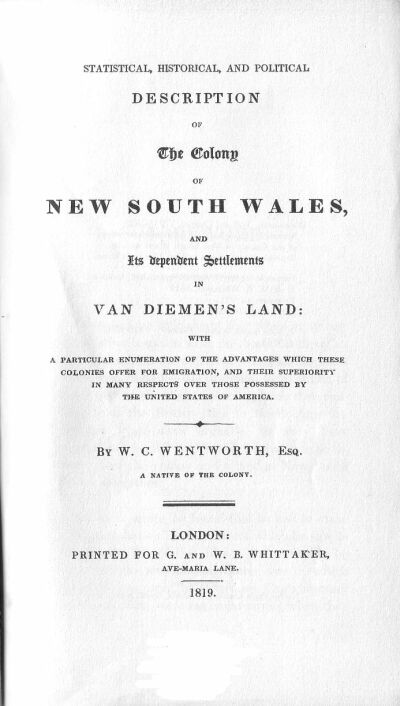 STATISTICAL, HISTORICAL, AND POLITICAL
DESCRIPTION
OF
The Colony
OF
NEW SOUTH WALES,
AND
Its dependent Settlements
IN
VAN DIEMEN'S LAND:
WITH
A PARTICULAR ENUMERATION OF THE ADVANTAGES WHICH THESE
COLONIES OFFER FOR EMIGRATION, AND THEIR SUPERIORITY
IN MANY RESPECTS OVER THOSE POSSESSED BY
THE UNITED STATES OF AMERICA.
BY W. C. WENTWORTH, ESQ.
A NATIVE OF THE COLONY.
LONDON:
PRINTED FOR G. AND W. B. WHITTAKER,
AVE-MARIA LANE.
1819.